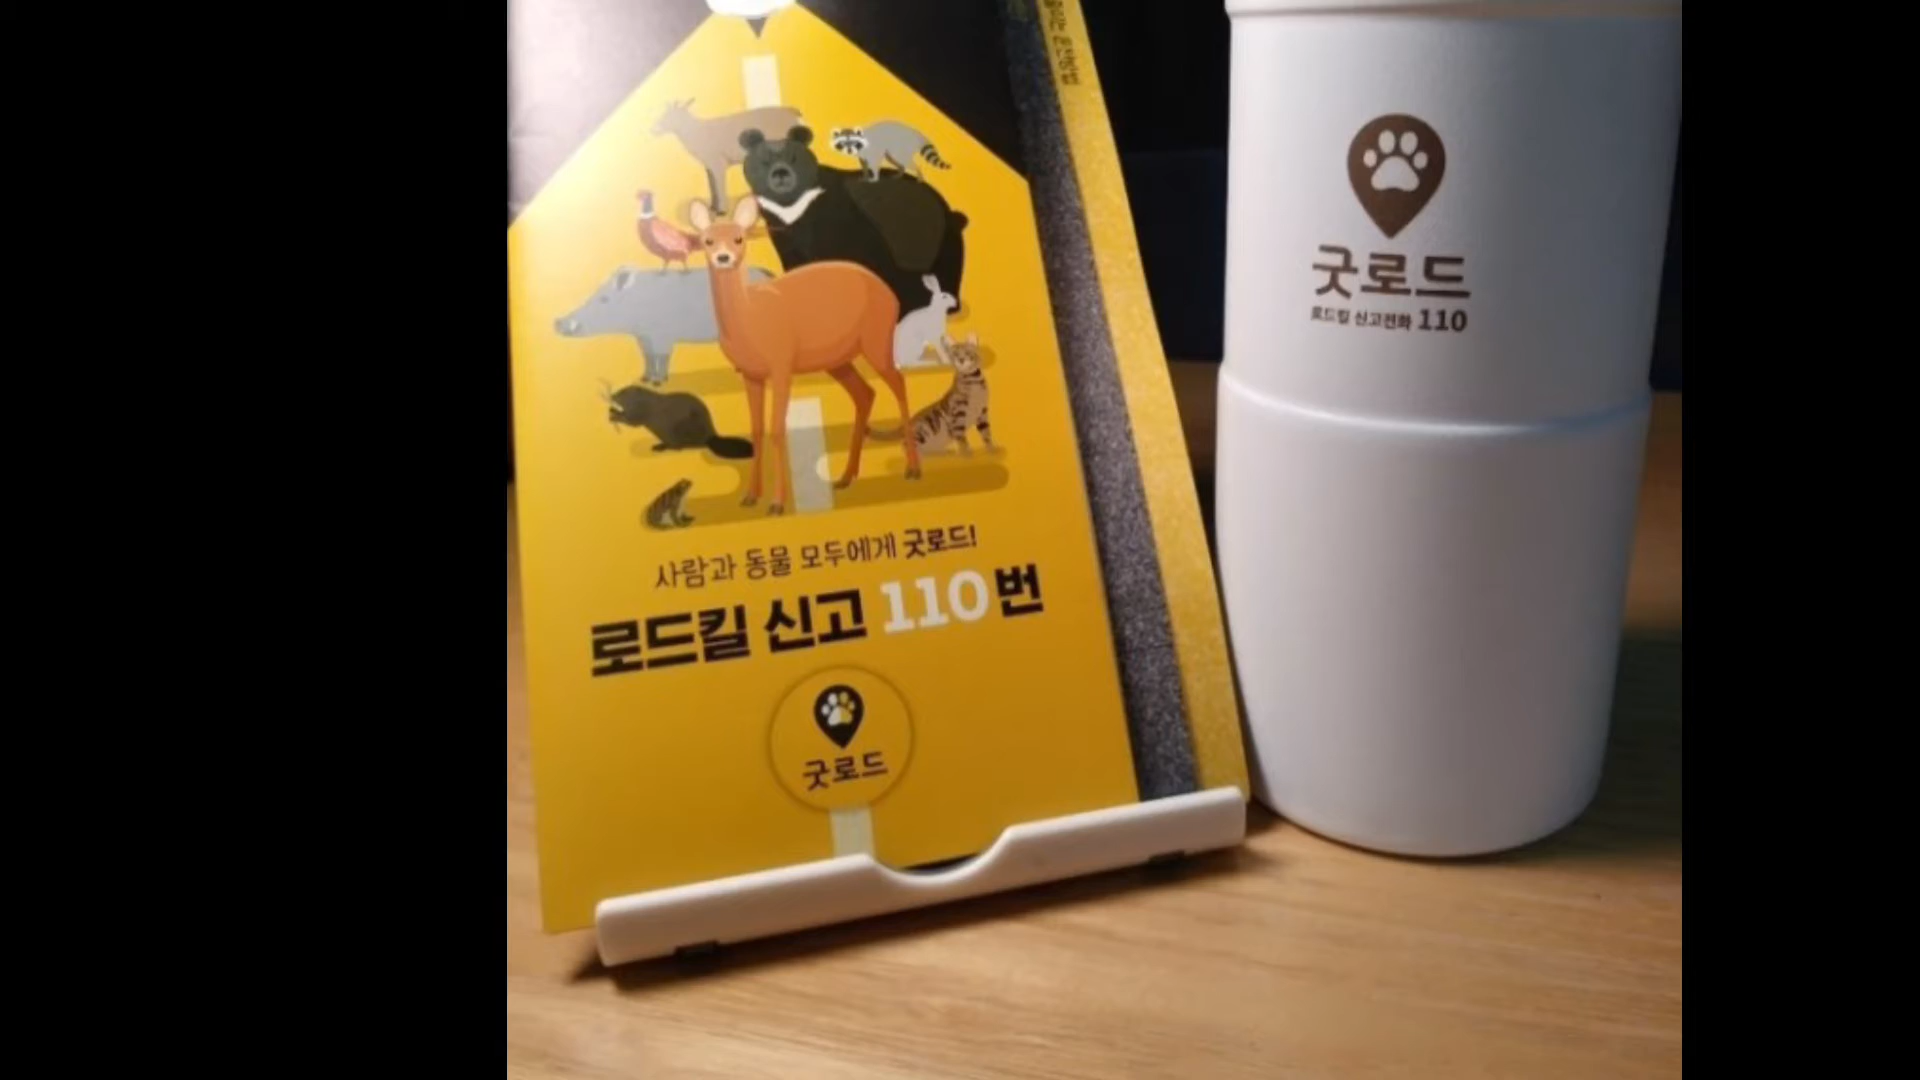 사람과 동물 모두에게 굿로드!
로드킬 신고 110번
굿로드
굿로드
로드킬 신고전화 110